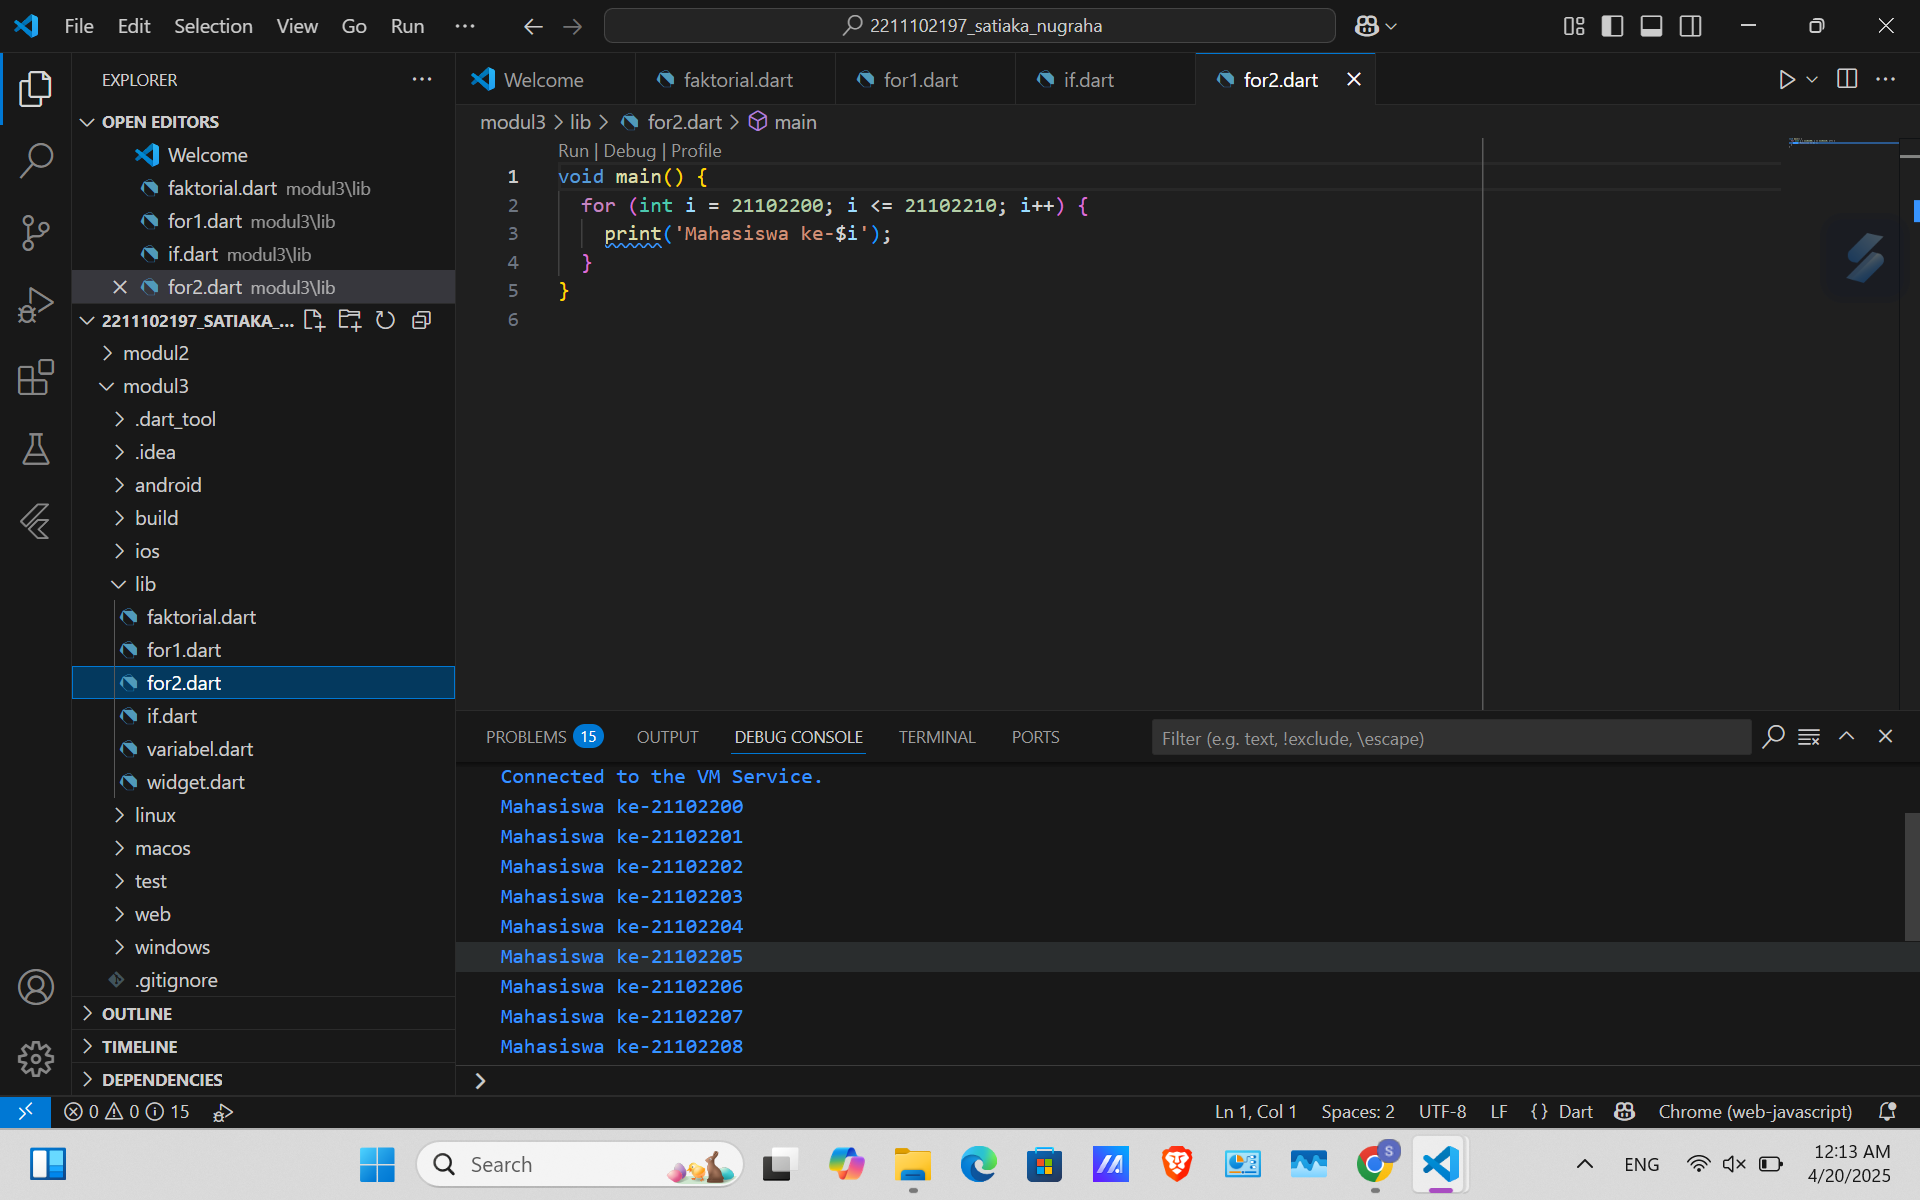 File Edit Selection View Go Run ···
2211102197_satiaka_nugraha
EXPLORER
OPEN EDITORS
Welcome
faktorial.dart modul3\lib
for1.dart modul3\lib
if.dart modul3\lib
for2.dart modul3\lib
2211102197_SATIAKA_...
modul2
modul3
.dart_tool
.idea
android
build
ios
lib
faktorial.dart
for1.dart
for2.dart
if.dart
variabel.dart
widget.dart
linux
macos
test
web
windows
.gitignore
OUTLINE
TIMELINE
DEPENDENCIES
Welcome faktorial.dart for1.dart if.dart for2.dart
modul3 > lib > for2.dart > main
Run | Debug | Profile
1 void main() {
2 for (int i = 21102200; i <= 21102210; i++) {
3 print('Mahasiswa ke-$i');
4 }
5 }
6
PROBLEMS 15 OUTPUT DEBUG CONSOLE TERMINAL PORTS Filter (e.g. text, !exclude, \escape)
Connected to the VM Service.
Mahasiswa ke-21102200
Mahasiswa ke-21102201
Mahasiswa ke-21102202
Mahasiswa ke-21102203
Mahasiswa ke-21102204
Mahasiswa ke-21102205
Mahasiswa ke-21102206
Mahasiswa ke-21102207
Mahasiswa ke-21102208
>
0 0 15 Ln 1, Col 1 Spaces: 2 UTF-8 LF {} Dart Chrome (web-javascript)
Search S ENG 12:13 AM
4/20/2025